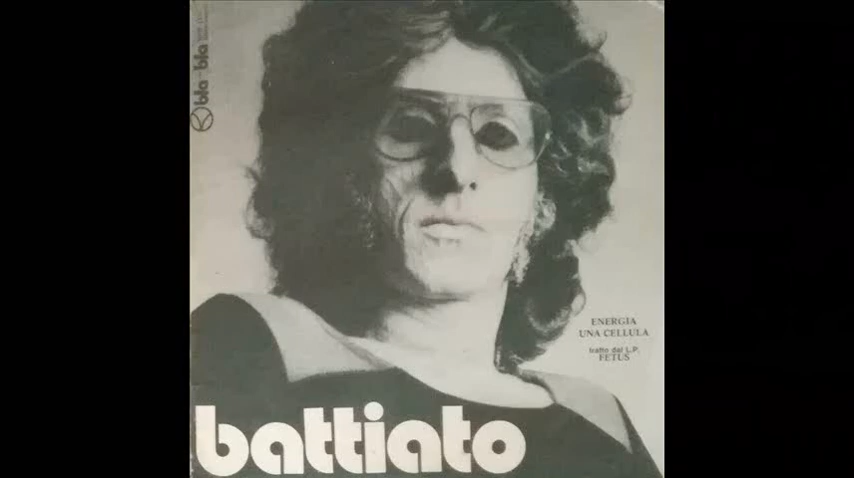 bla-bla
ENERGIA
UNA CELLULA
tratto dal L.P.
FETUS
battiato